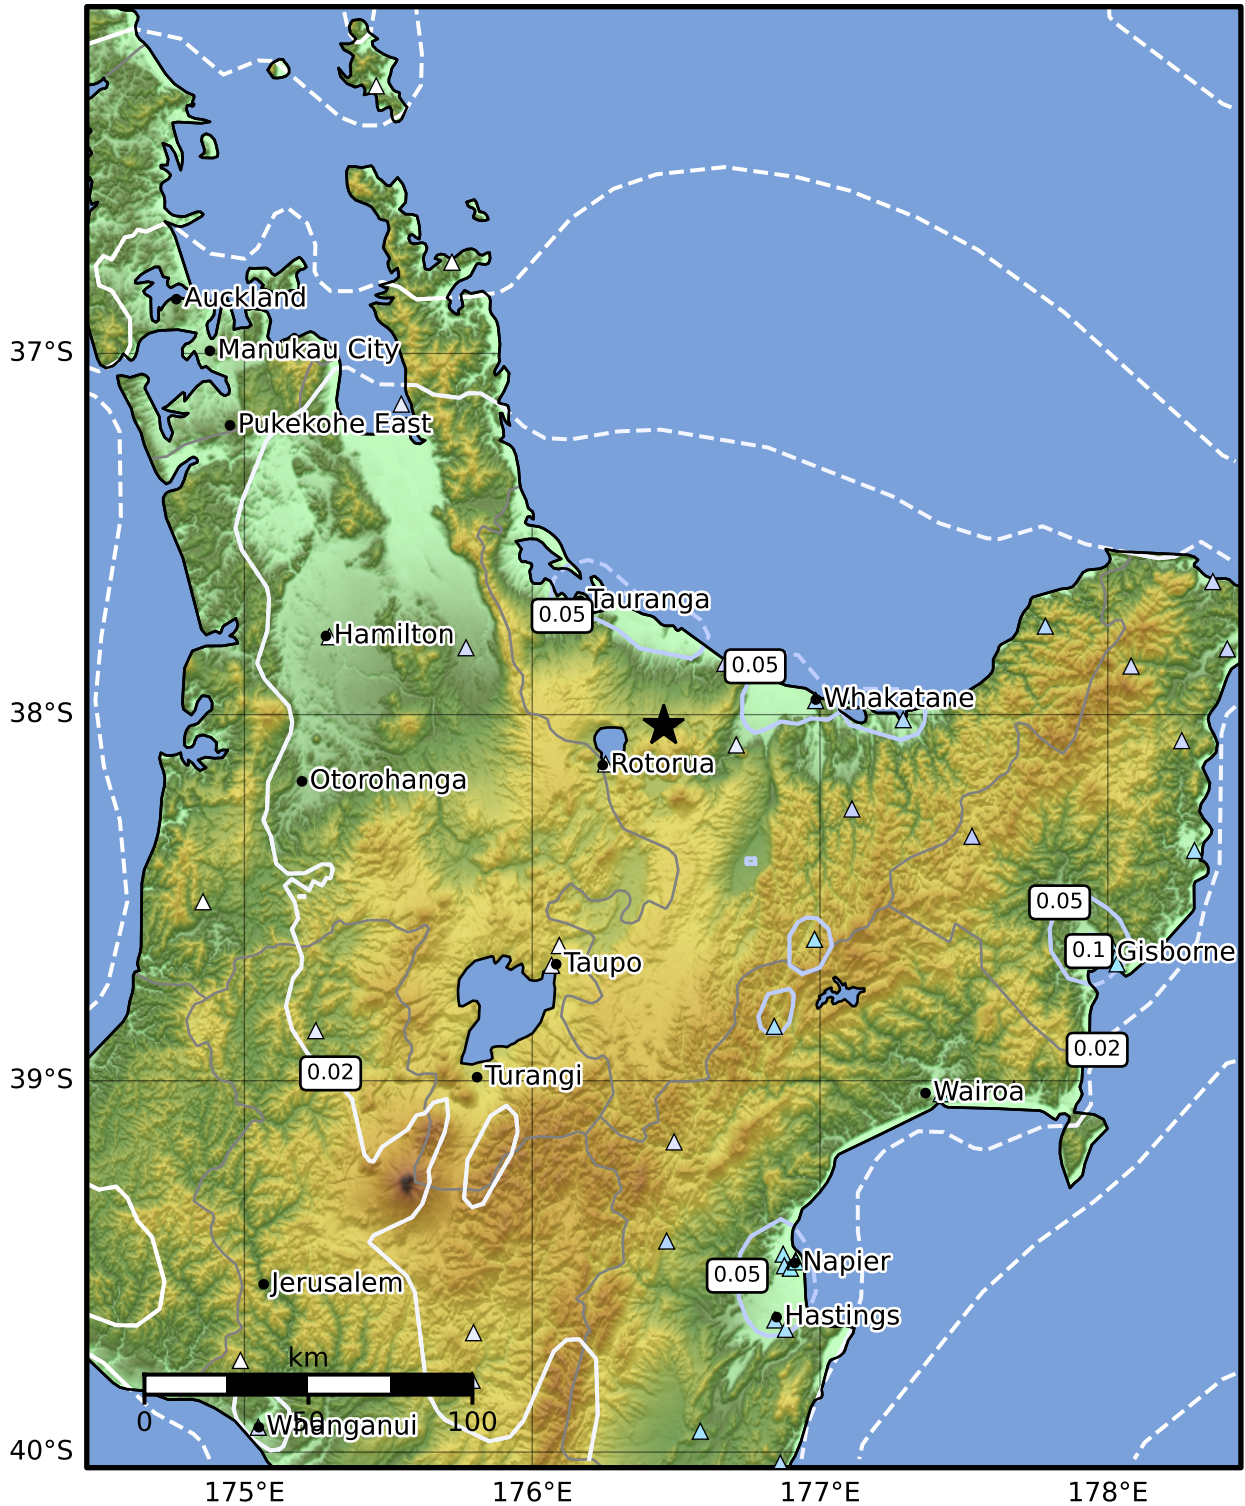 Auckland
Manukau City
37°S
Pukekohe East
Tauranga
0.05
Hamilton
0.05
Whakatane
38°S
Rotorua
Otorohanga
0.05
0.1
Gisborne
Taupo
0.02
0.02
Turangi
39°S
Wairoa
Napier
0.05
Jerusalem
Hastings
km
0 50 100
Whanganui
40°S
175°E 176°E 177°E 178°E